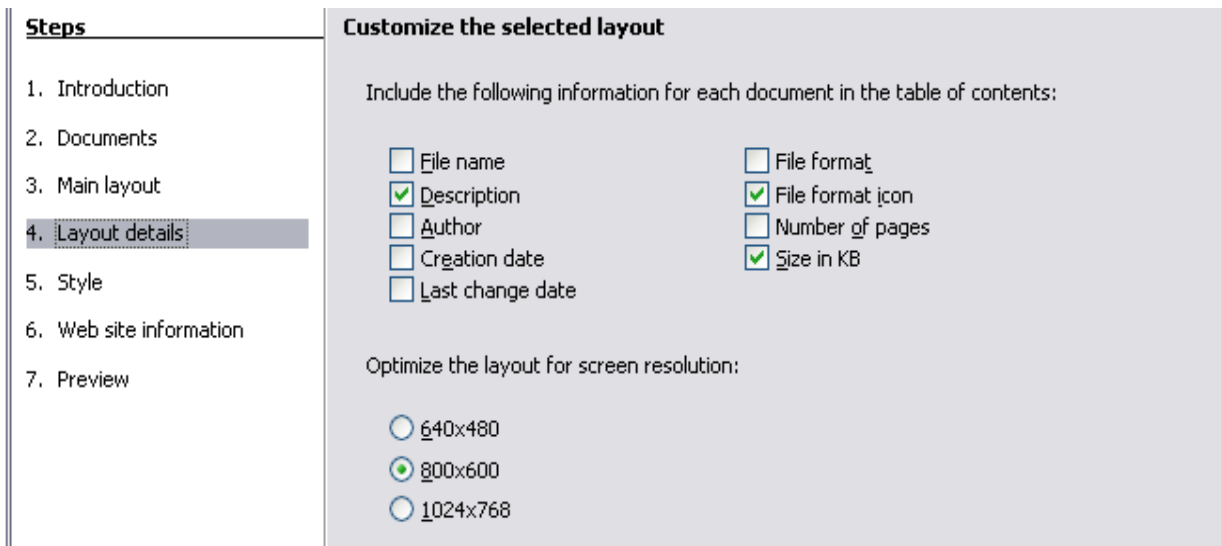 Steps
1. Introduction
2. Documents
3. Main layout
4. Layout details
5. Style
6. Web site information
7. Preview
Customize the selected layout
Include the following information for each document in the table of contents:
File name
Description
Author
Creation date
Last change date
File format
File format icon
Number of pages
Size in KB
Optimize the layout for screen resolution:
640x480
800x600
1024x768